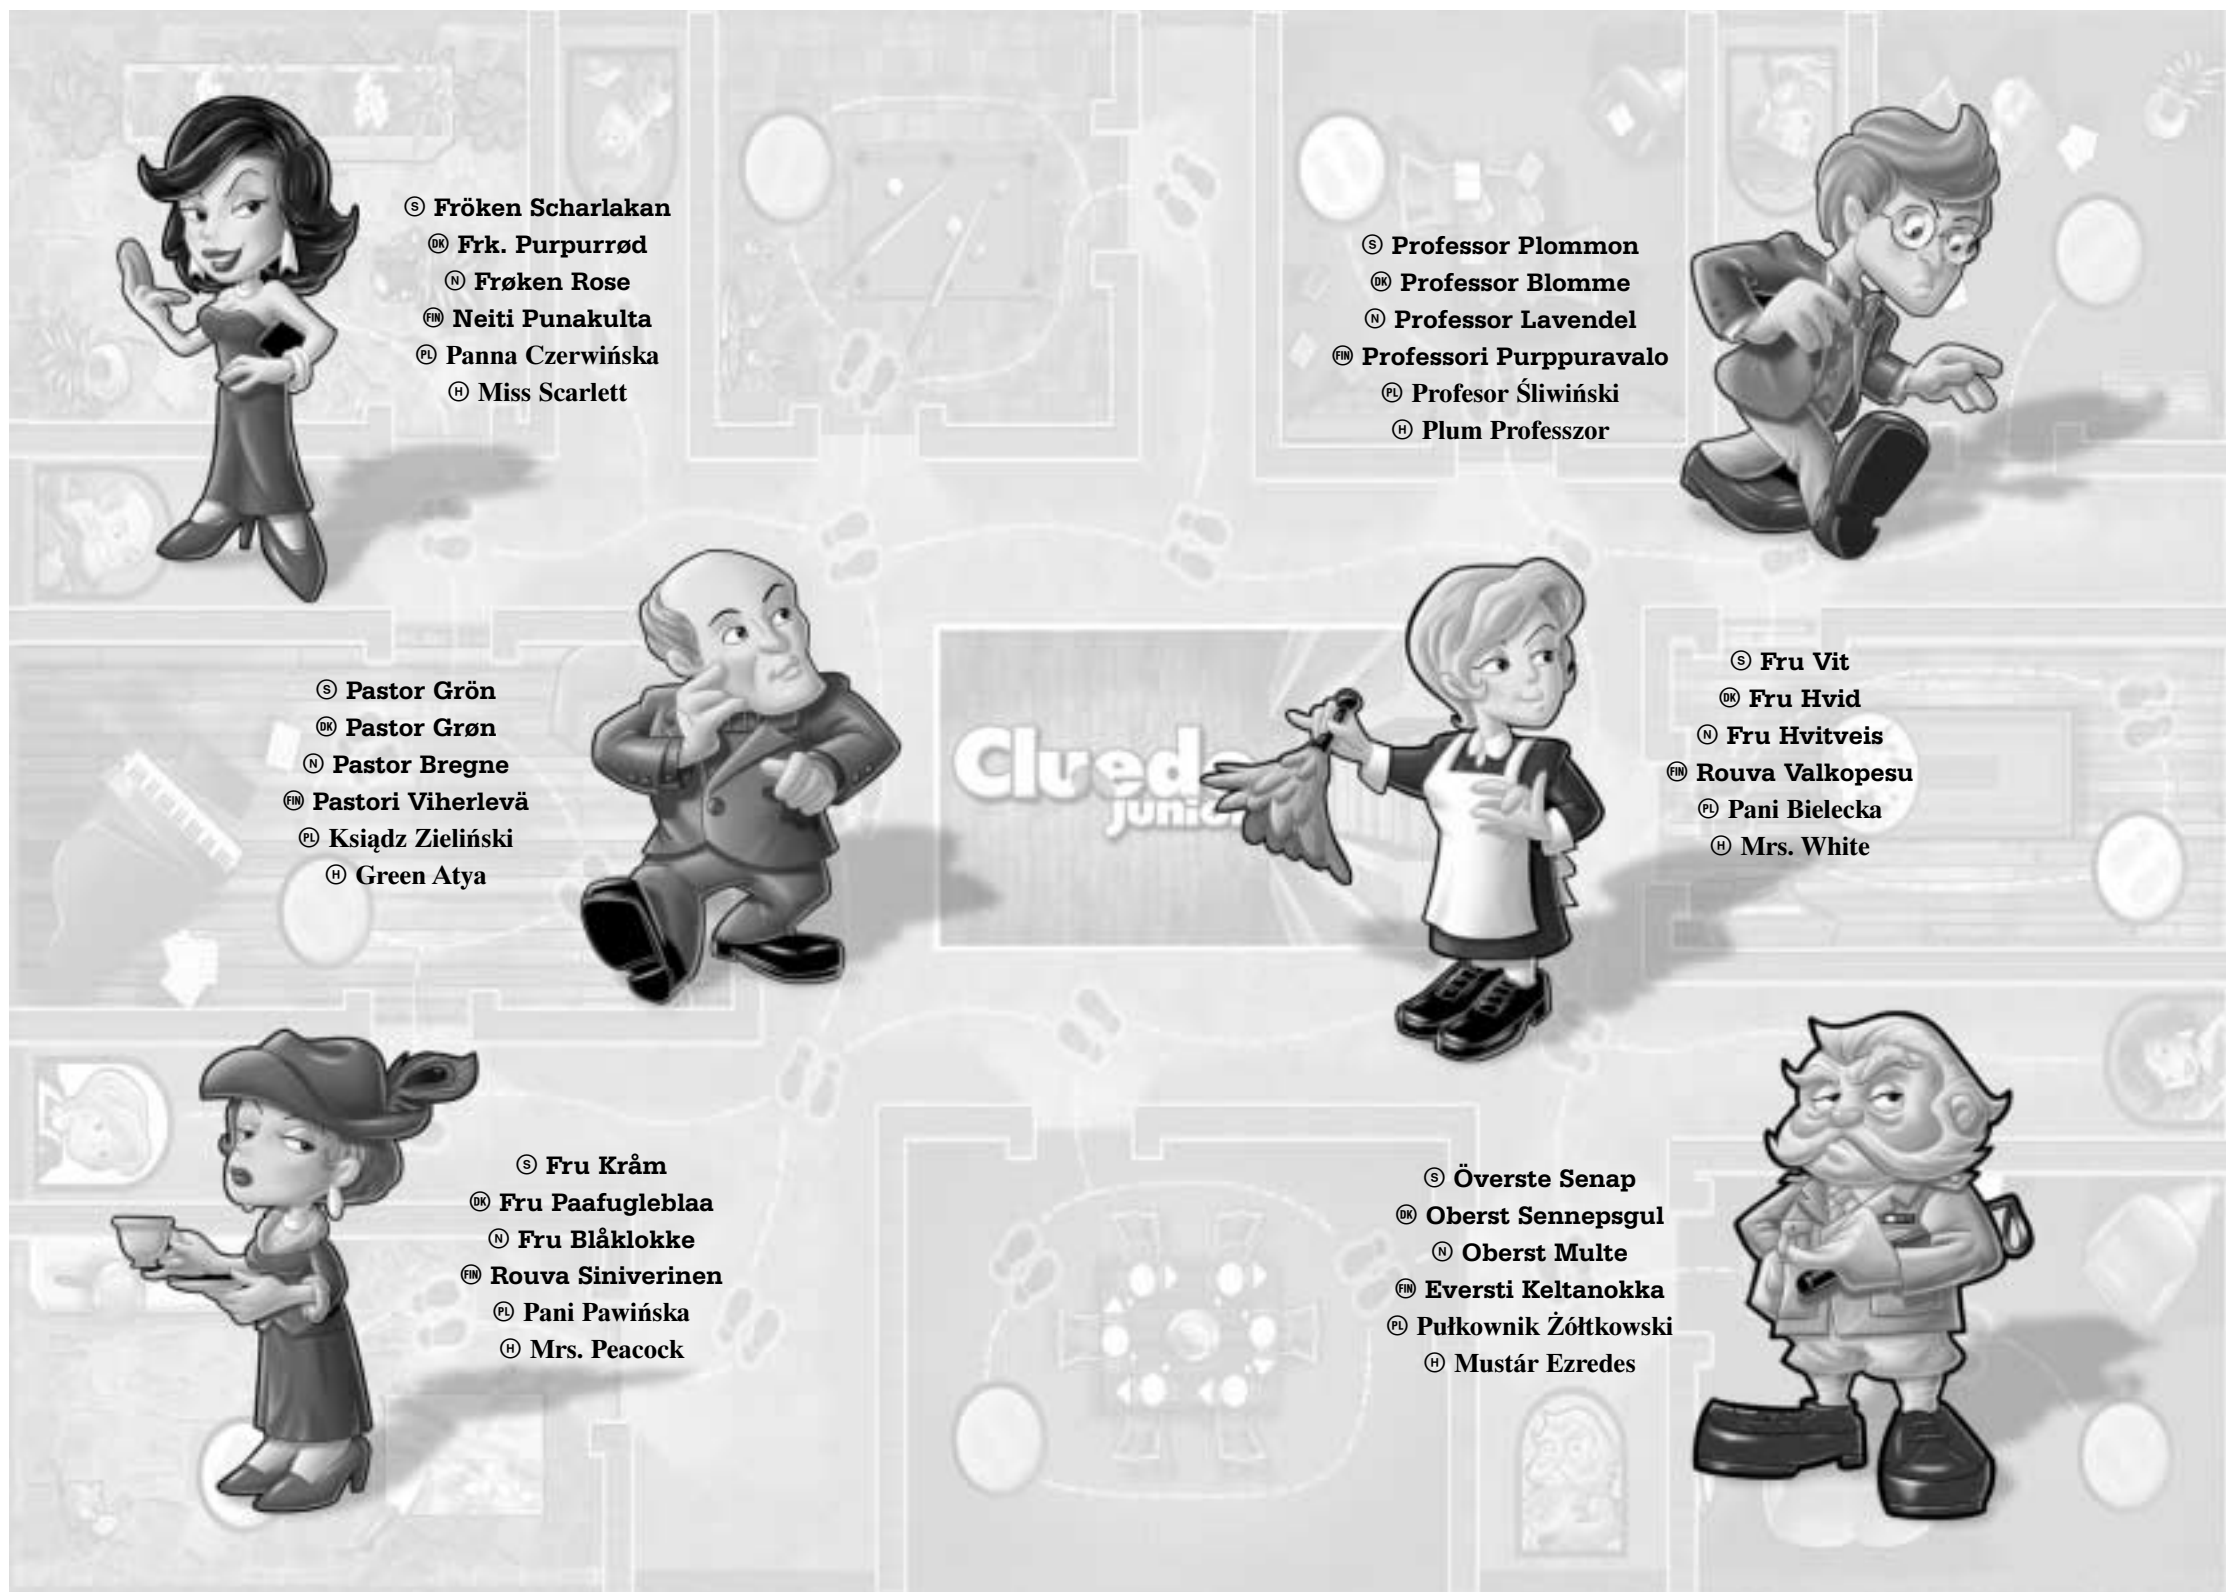 Ⓢ Fröken Scharlakan
DK Frk. Purpurrød
Ⓝ Frøken Rose
FIN Neiti Punakulta
PL Panna Czerwińska
Ⓗ Miss Scarlett
Ⓢ Professor Plommon
DK Professor Blomme
Ⓝ Professor Lavendel
FIN Professori Purppuravalo
PL Profesor Śliwiński
Ⓗ Plum Professzor
Ⓢ Pastor Grön
DK Pastor Grøn
Ⓝ Pastor Bregne
FIN Pastori Viherlevä
PL Ksiądz Zieliński
Ⓗ Green Atya
Cluedo
junior
Ⓢ Fru Vit
DK Fru Hvid
Ⓝ Fru Hvitveis
FIN Rouva Valkopesu
PL Pani Bielecka
Ⓗ Mrs. White
Ⓢ Fru Kråm
DK Fru Paafugleblaa
Ⓝ Fru Blåklokke
FIN Rouva Siniverinen
PL Pani Pawińska
Ⓗ Mrs. Peacock
Ⓢ Överste Senap
DK Oberst Sennepsgul
Ⓝ Oberst Multe
FIN Eversti Keltanokka
PL Pułkownik Żółtkowski
Ⓗ Mustár Ezredes